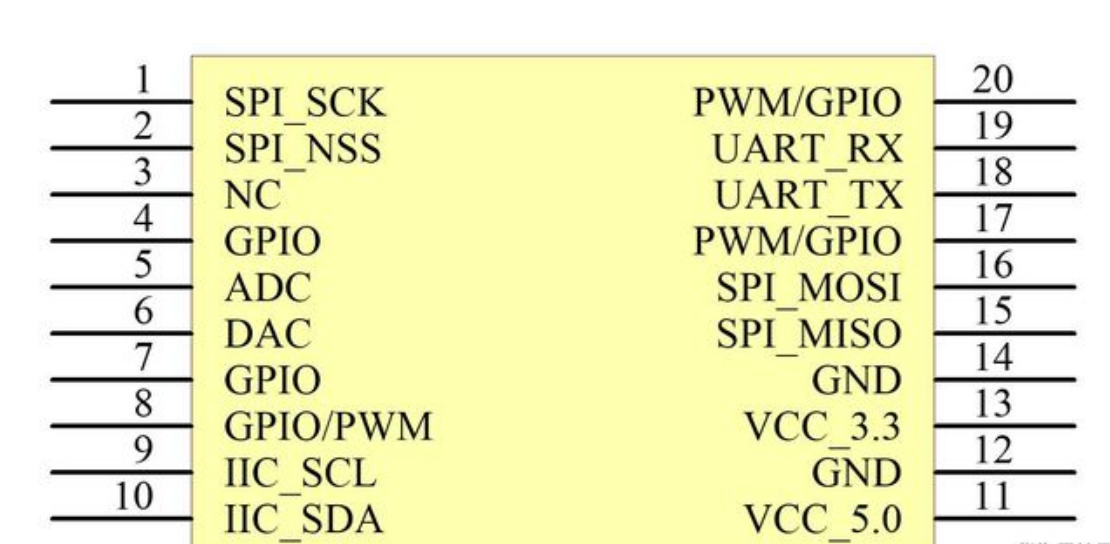 1 SPI_SCK PWM/GPIO 20
2 SPI_NSS UART_RX 19
3 NC UART_TX 18
4 GPIO PWM/GPIO 17
5 ADC SPI_MOSI 16
6 DAC SPI_MISO 15
7 GPIO GND 14
8 GPIO/PWM VCC_3.3 13
9 IIC_SCL GND 12
10 IIC_SDA VCC_5.0 11